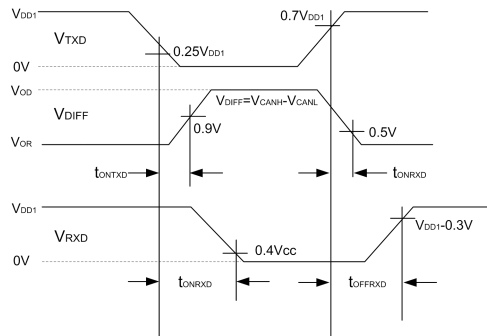 VDD1
0.7VDD1
VTXD
0.25VDD1
0V
VOD
VDIFF
VDIFF=VCANH-VCANL
0.9V
0.5V
VOR
tONTXD
tONRXD
VDD1
VRXD
VDD1-0.3V
0.4Vcc
0V
tONRXD
tOFFRXD